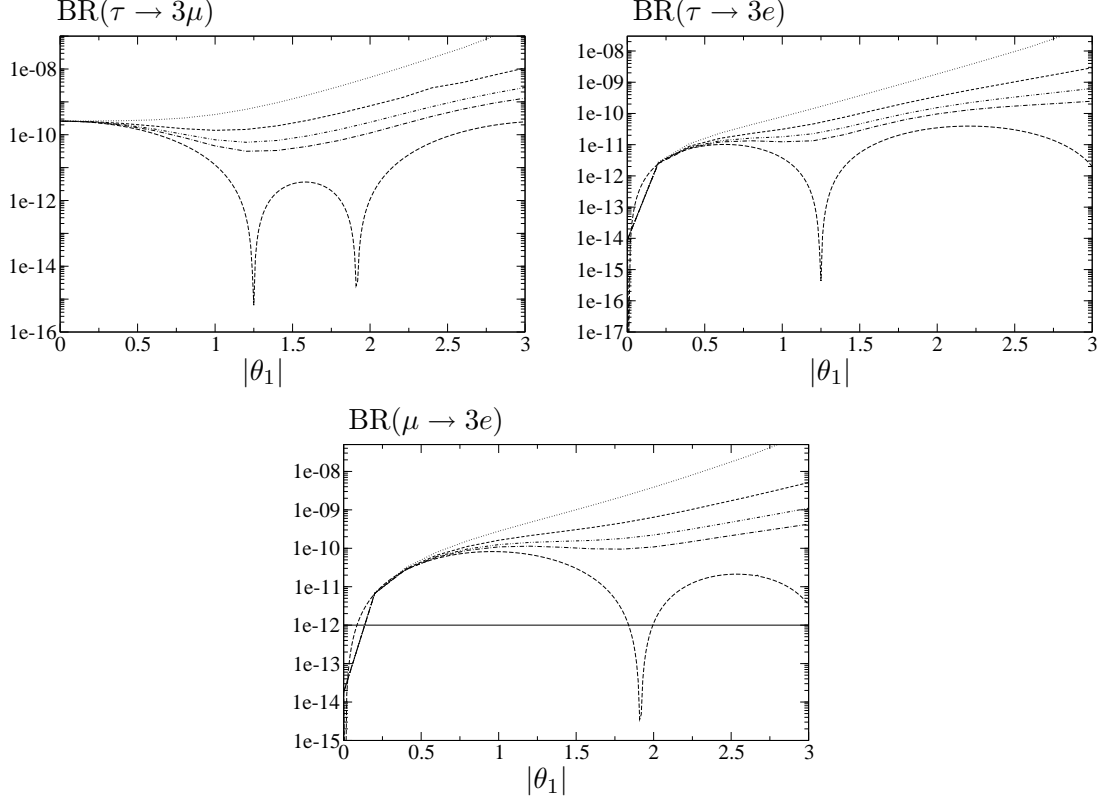 BR(τ → 3μ)
1e-08
1e-10
1e-12
1e-14
1e-16
0 0.5 1 1.5 2 2.5 3
|θ₁|
BR(τ → 3e)
1e-08
1e-09
1e-10
1e-11
1e-12
1e-13
1e-14
1e-15
1e-16
1e-17
0 0.5 1 1.5 2 2.5 3
|θ₁|
BR(μ → 3e)
1e-08
1e-09
1e-10
1e-11
1e-12
1e-13
1e-14
1e-15
0 0.5 1 1.5 2 2.5 3
|θ₁|